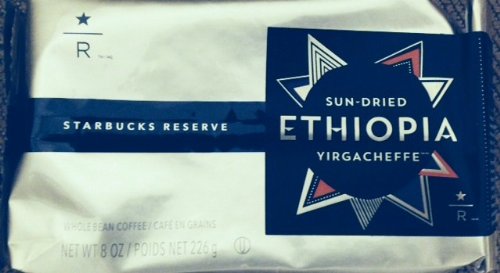 ★
R
STARBUCKS RESERVE
SUN-DRIED
ETHIOPIA
YIRGACHEFFE
★
R
WHOLE BEAN COFFEE / CAFÉ EN GRAINS
NET WT 8 OZ / POIDS NET 226 g